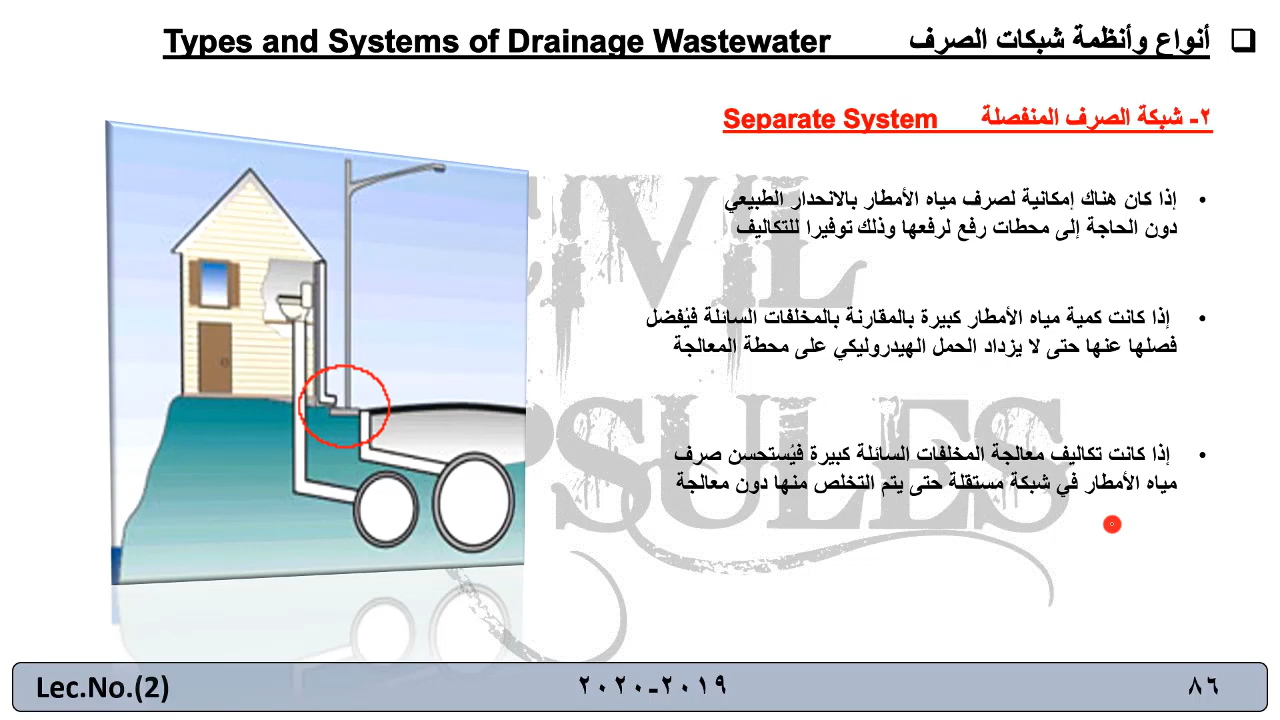 ❑ أنواع وأنظمة شبكات الصرف Types and Systems of Drainage Wastewater
٢- شبكة الصرف المنفصلة Separate System
• إذا كان هناك إمكانية لصرف مياه الأمطار بالانحدار الطبيعي
دون الحاجة إلى محطات رفع لرفعها وذلك توفيرا للتكاليف
• إذا كانت كمية مياه الأمطار كبيرة بالمقارنة بالمخلفات السائلة فيُفضل
فصلها عنها حتى لا يزداد الحمل الهيدروليكي على محطة المعالجة
• إذا كانت تكاليف معالجة المخلفات السائلة كبيرة فيُستحسن صرف
مياه الأمطار في شبكة مستقلة حتى يتم التخلص منها دون معالجة
CIVIL
CAPSULES
Lec.No.(2) ٢٠١٩-٢٠٢٠ ٨٦